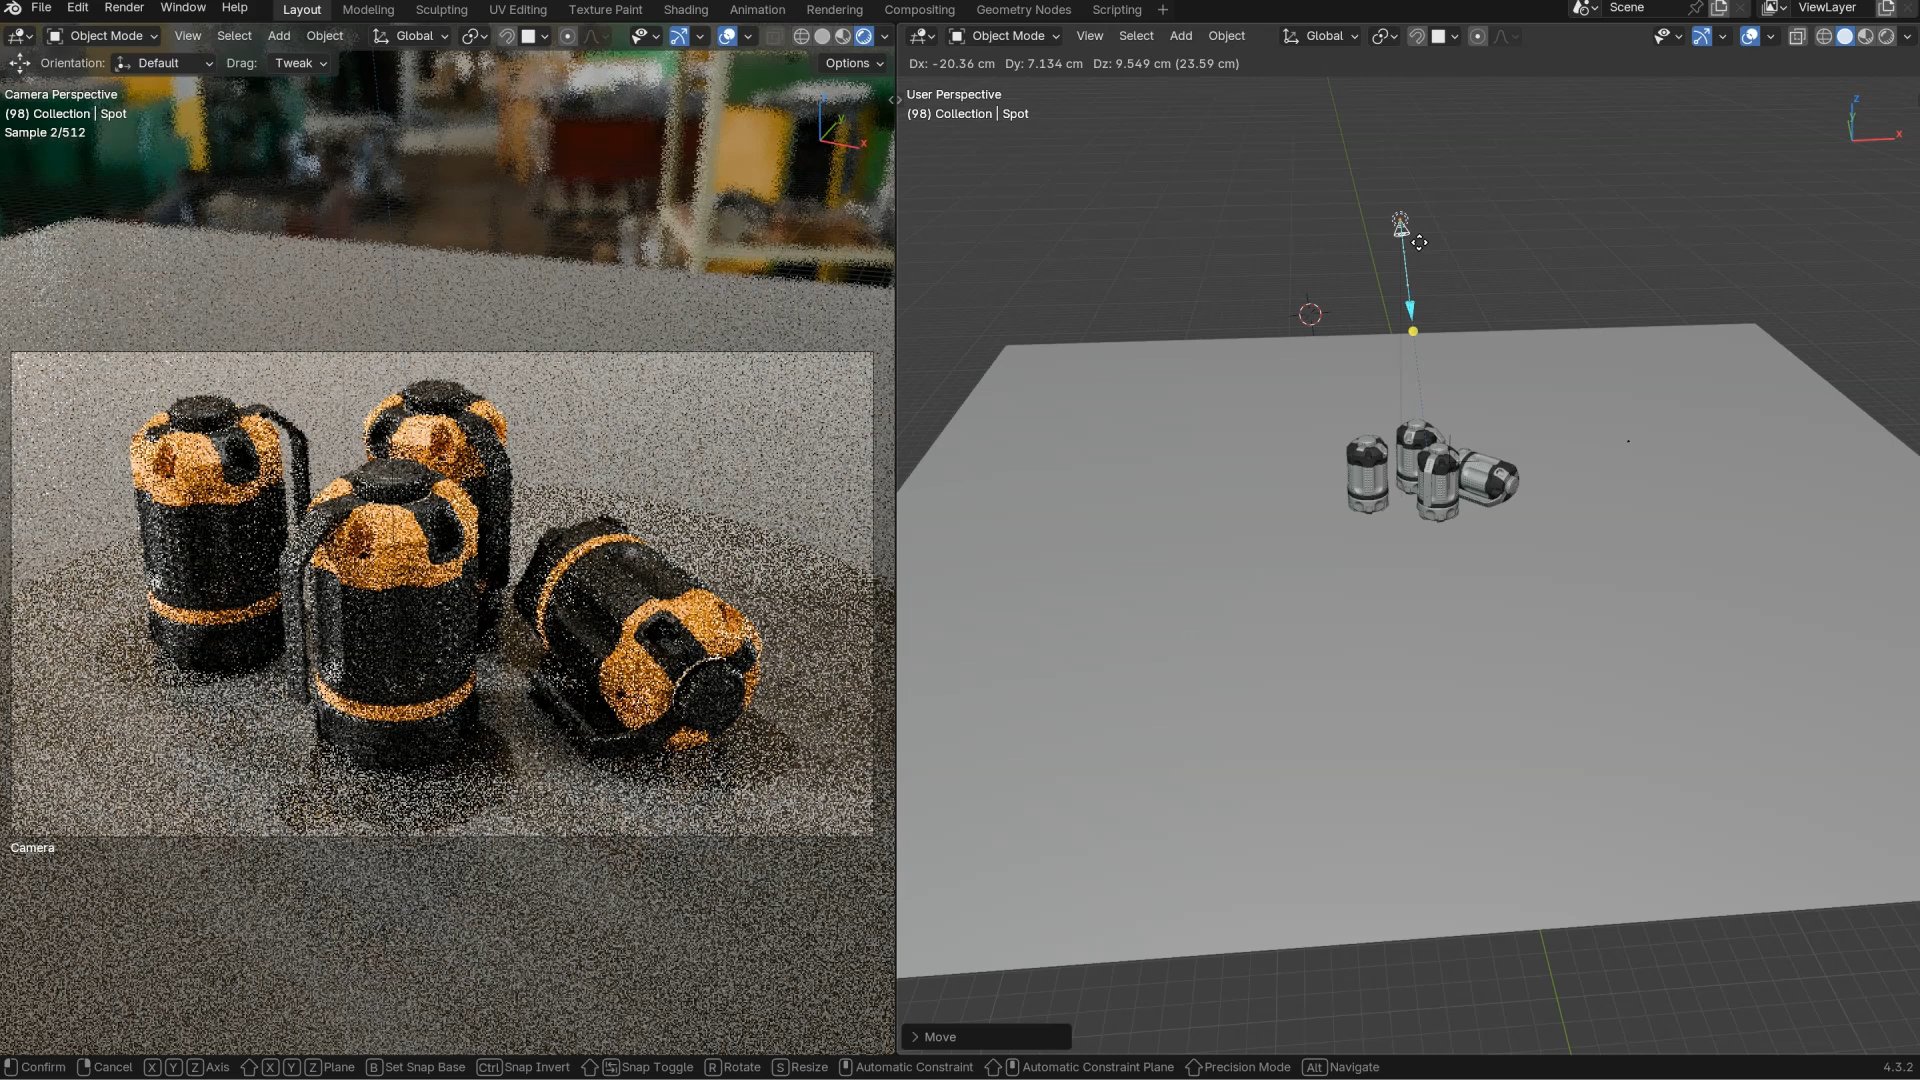 File Edit Render Window Help
Layout Modeling Sculpting UV Editing Texture Paint Shading Animation Rendering Compositing Geometry Nodes Scripting +
Scene
ViewLayer
Object Mode View Select Add Object Global
Orientation: Default Drag: Tweak
Options
Camera Perspective
(98) Collection | Spot
Sample 2/512
Y
X
Camera
Object Mode View Select Add Object Global
Dx: -20.36 cm Dy: 7.134 cm Dz: 9.549 cm (23.59 cm)
User Perspective
(98) Collection | Spot
Z
X
Move
Confirm Cancel X Y Z Axis X Y Z Plane B Set Snap Base Ctrl Snap Invert Snap Toggle R Rotate S Resize Automatic Constraint Automatic Constraint Plane Precision Mode Alt Navigate
4.3.2